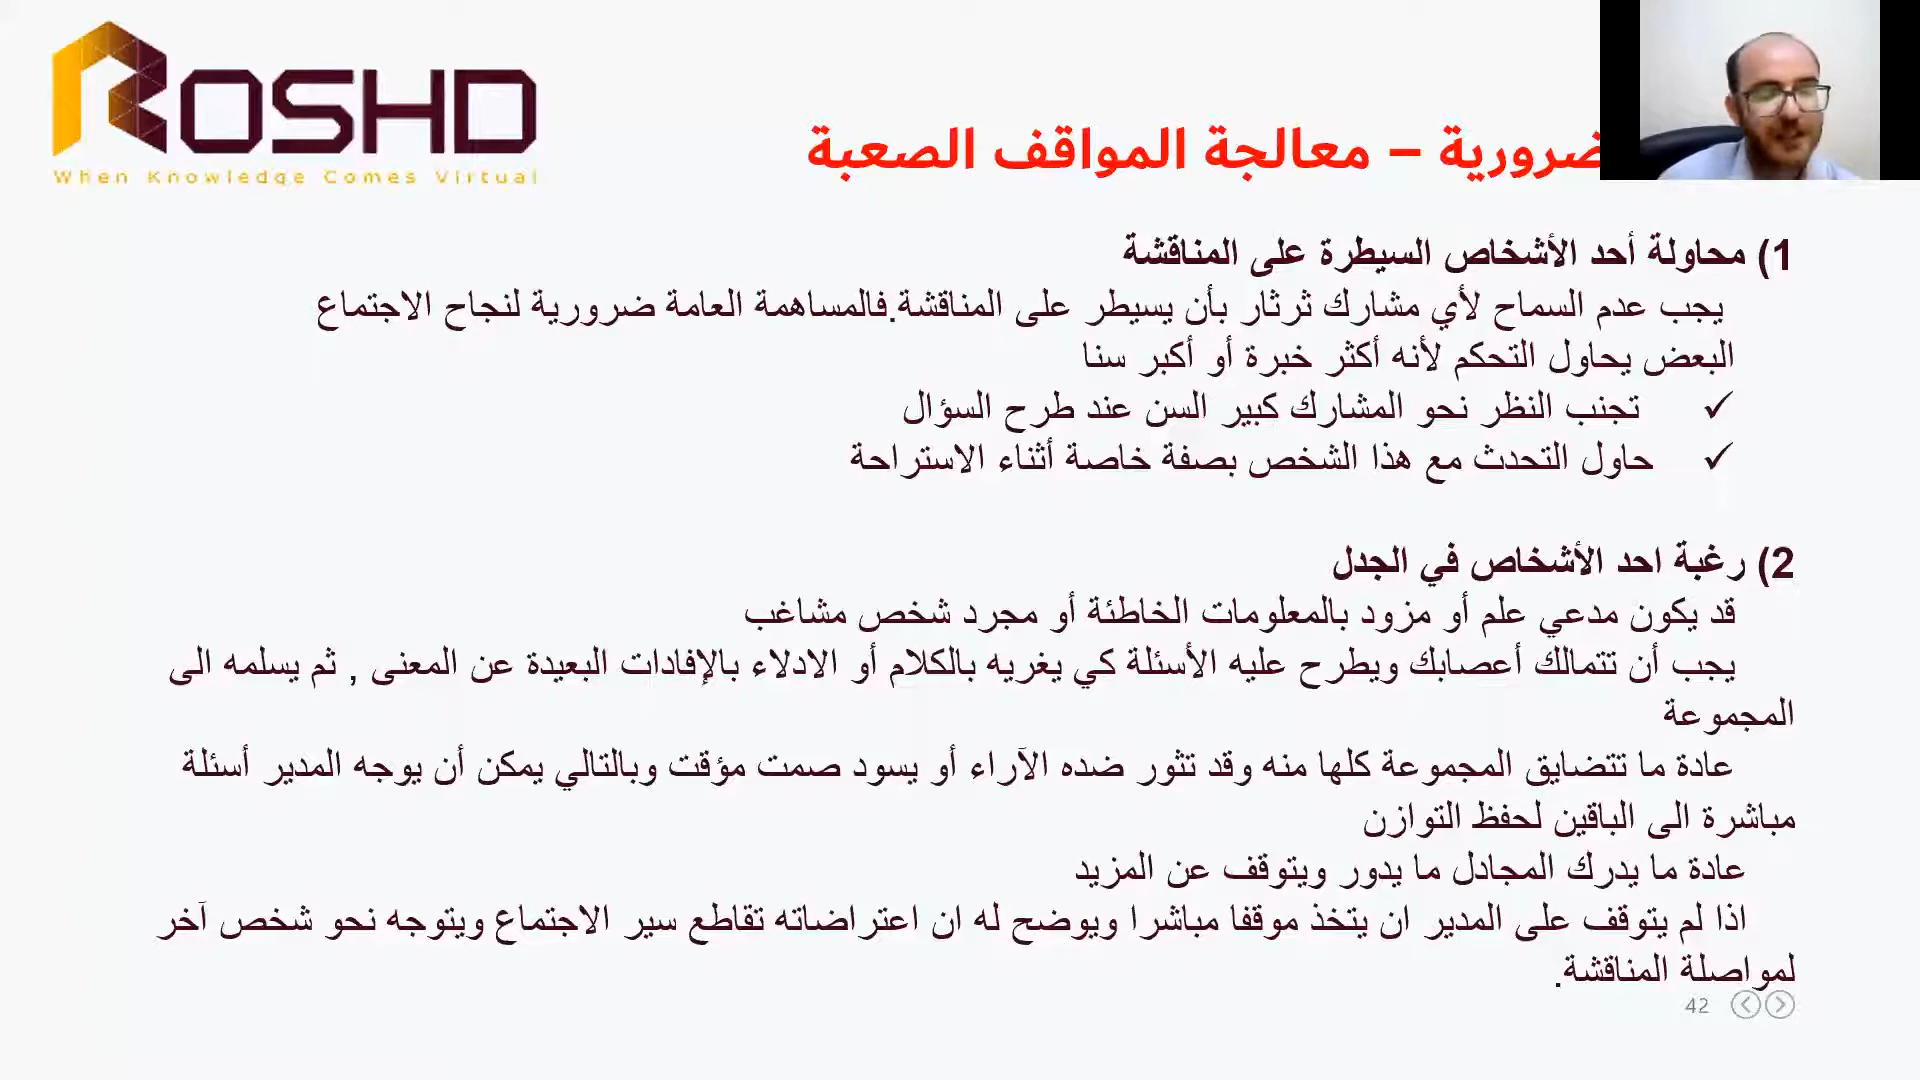 ROSHD
When Knowledge Comes Virtual
ضرورية – معالجة المواقف الصعبة
1) محاولة أحد الأشخاص السيطرة على المناقشة
يجب عدم السماح لأي مشارك ثرثار بأن يسيطر على المناقشة.فالمساهمة العامة ضرورية لنجاح الاجتماع
البعض يحاول التحكم لأنه أكثر خبرة أو أكبر سنا
✓ تجنب النظر نحو المشارك كبير السن عند طرح السؤال
✓ حاول التحدث مع هذا الشخص بصفة خاصة أثناء الاستراحة
2) رغبة احد الأشخاص في الجدل
قد يكون مدعي علم أو مزود بالمعلومات الخاطئة أو مجرد شخص مشاغب
يجب أن تتمالك أعصابك ويطرح عليه الأسئلة كي يغريه بالكلام أو الادلاء بالإفادات البعيدة عن المعنى , ثم يسلمه الى
المجموعة
عادة ما تتضايق المجموعة كلها منه وقد تثور ضده الآراء أو يسود صمت مؤقت وبالتالي يمكن أن يوجه المدير أسئلة
مباشرة الى الباقين لحفظ التوازن
عادة ما يدرك المجادل ما يدور ويتوقف عن المزيد
اذا لم يتوقف على المدير ان يتخذ موقفا مباشرا ويوضح له ان اعتراضاته تقاطع سير الاجتماع ويتوجه نحو شخص آخر
لمواصلة المناقشة.
42